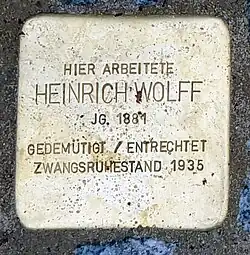 HIER ARBEITETE
HEINRICH WOLFF
JG. 1881
GEDEMÜTIGT / ENTRECHTET
ZWANGSRUHESTAND 1935